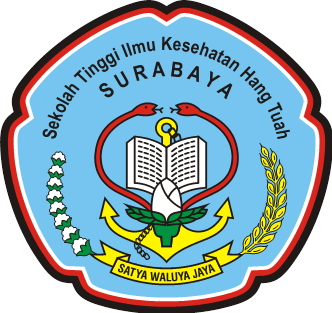 Sekolah Tinggi Ilmu Kesehatan Hang Tuah
SURABAYA
SATYA WALUYA JAYA